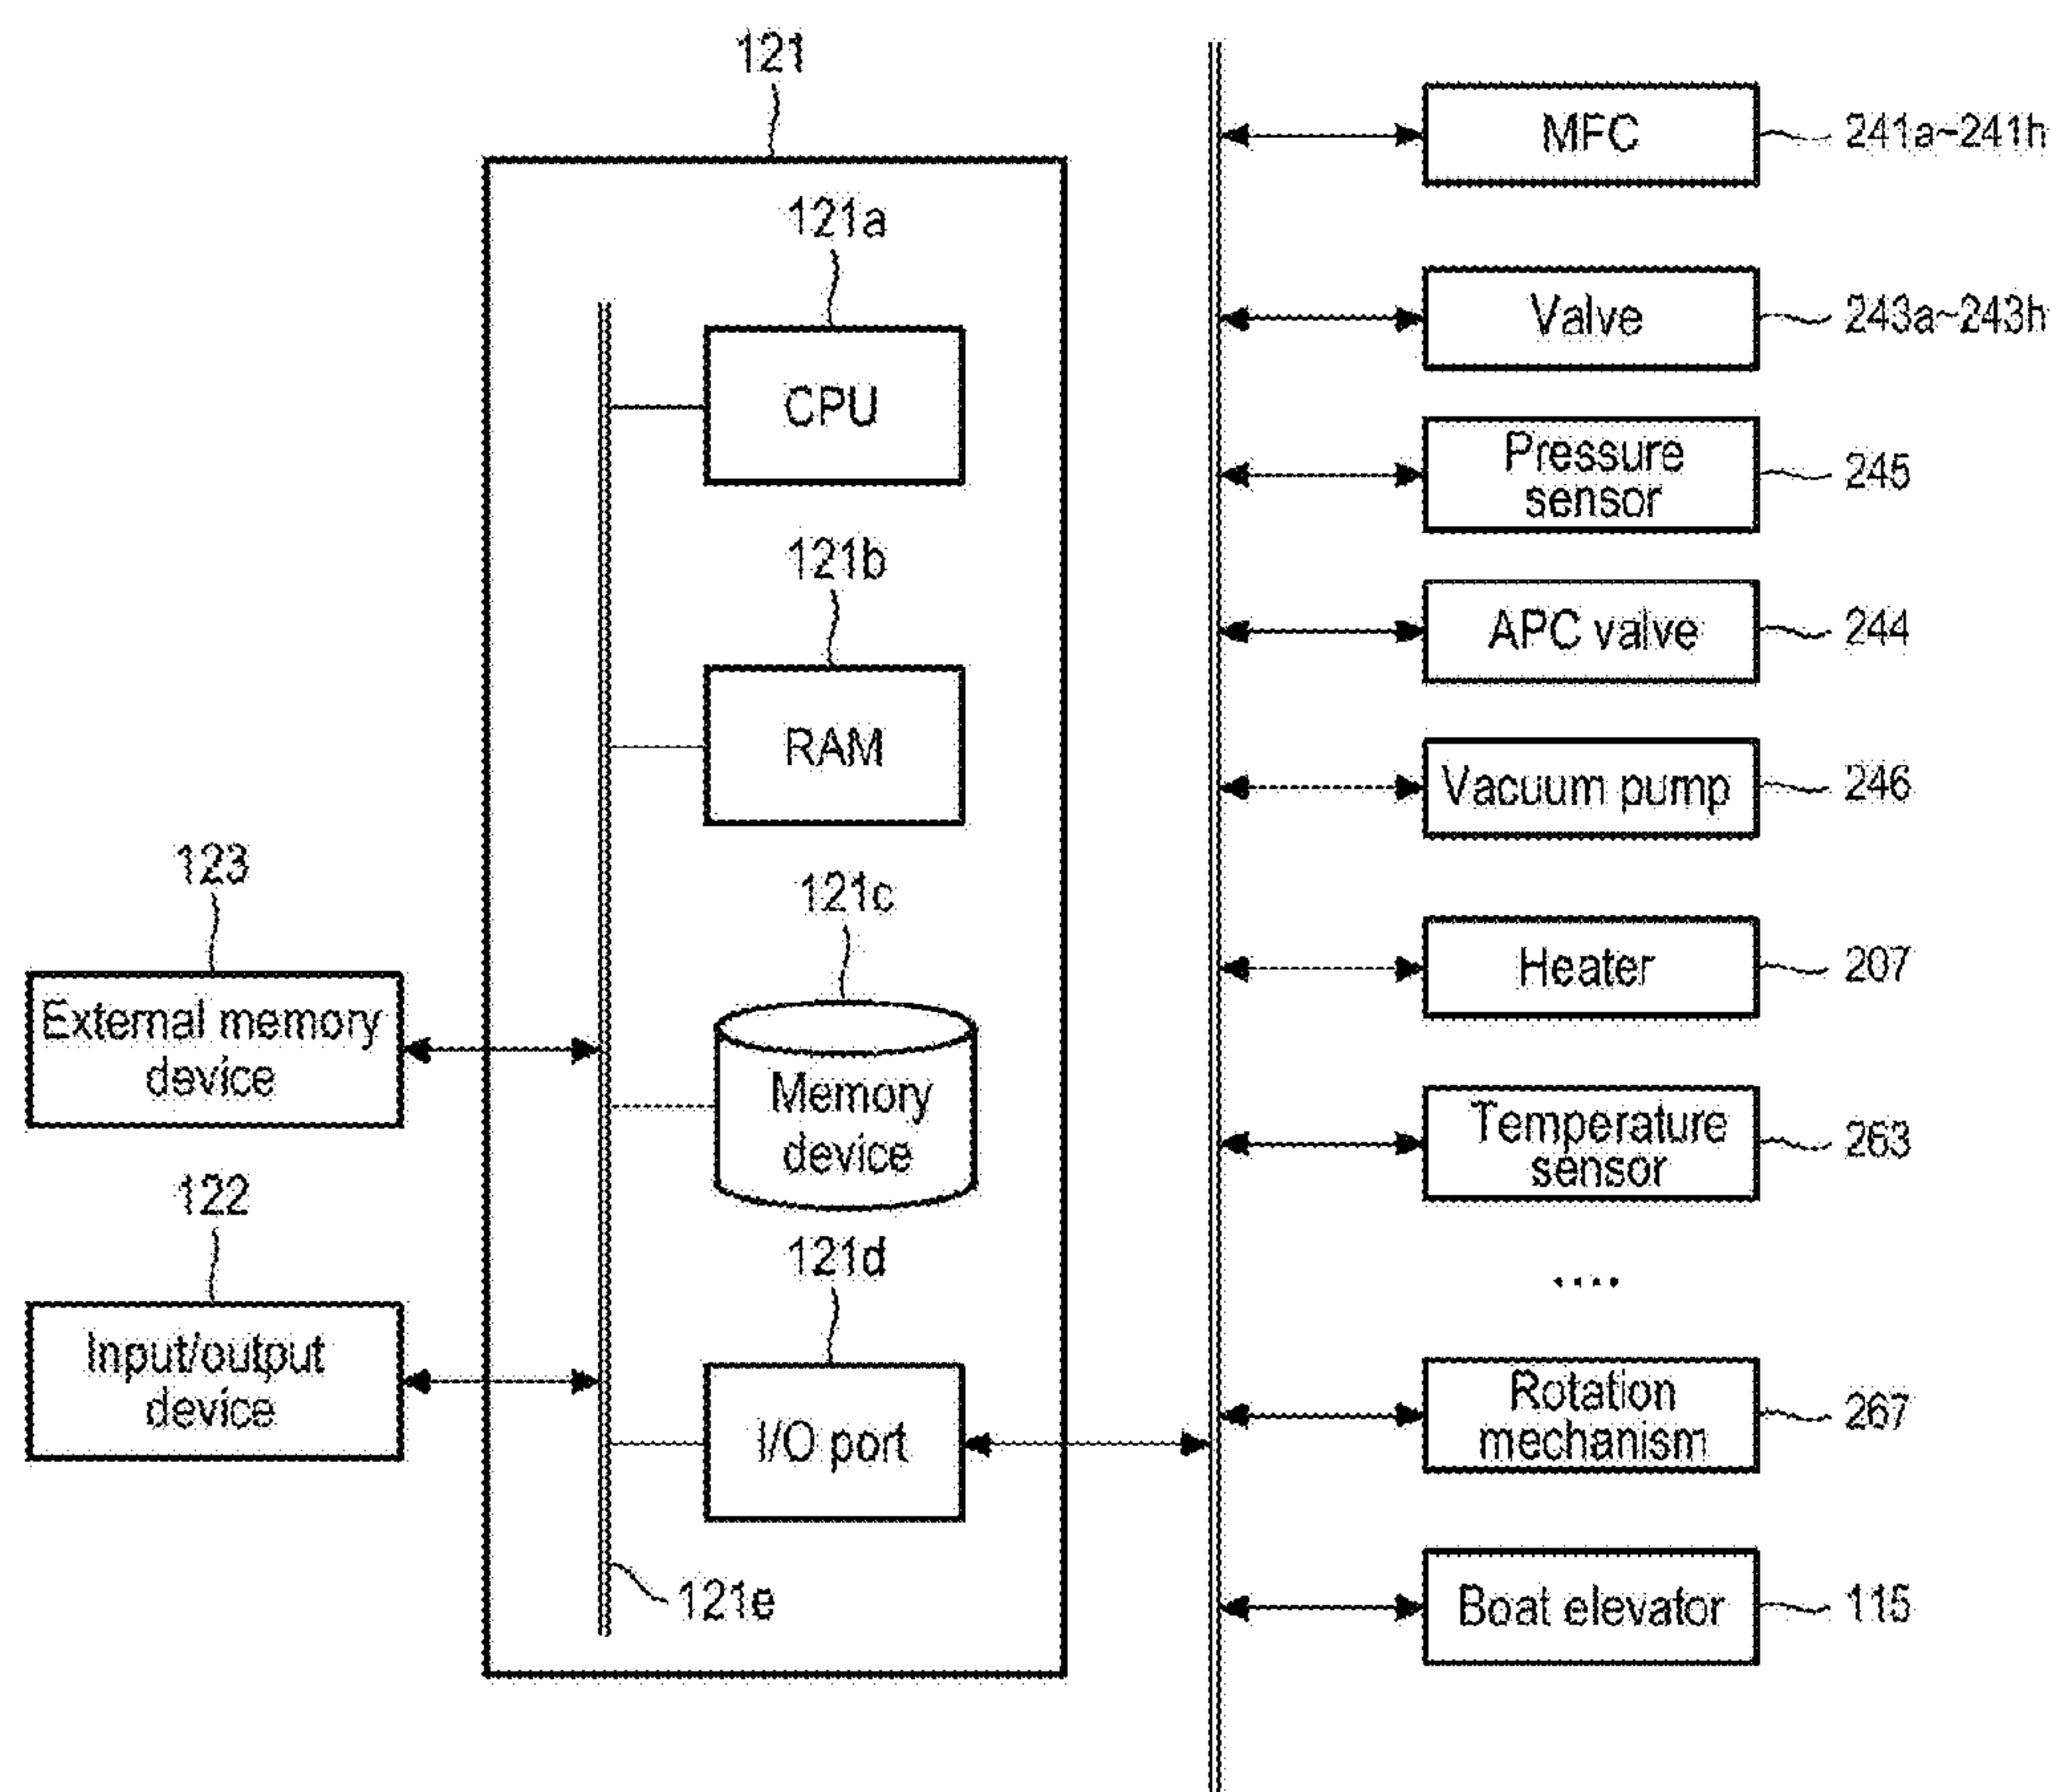 121
121a
CPU
121b
RAM
121c
Memory
device
121d
I/O port
121e
123
External memory
device
122
Input/output
device
MFC
241a~241h
Valve
243a~243h
Pressure
sensor
245
APC valve
244
Vacuum pump
246
Heater
207
Temperature
sensor
263
....
Rotation
mechanism
267
Boat elevator
115